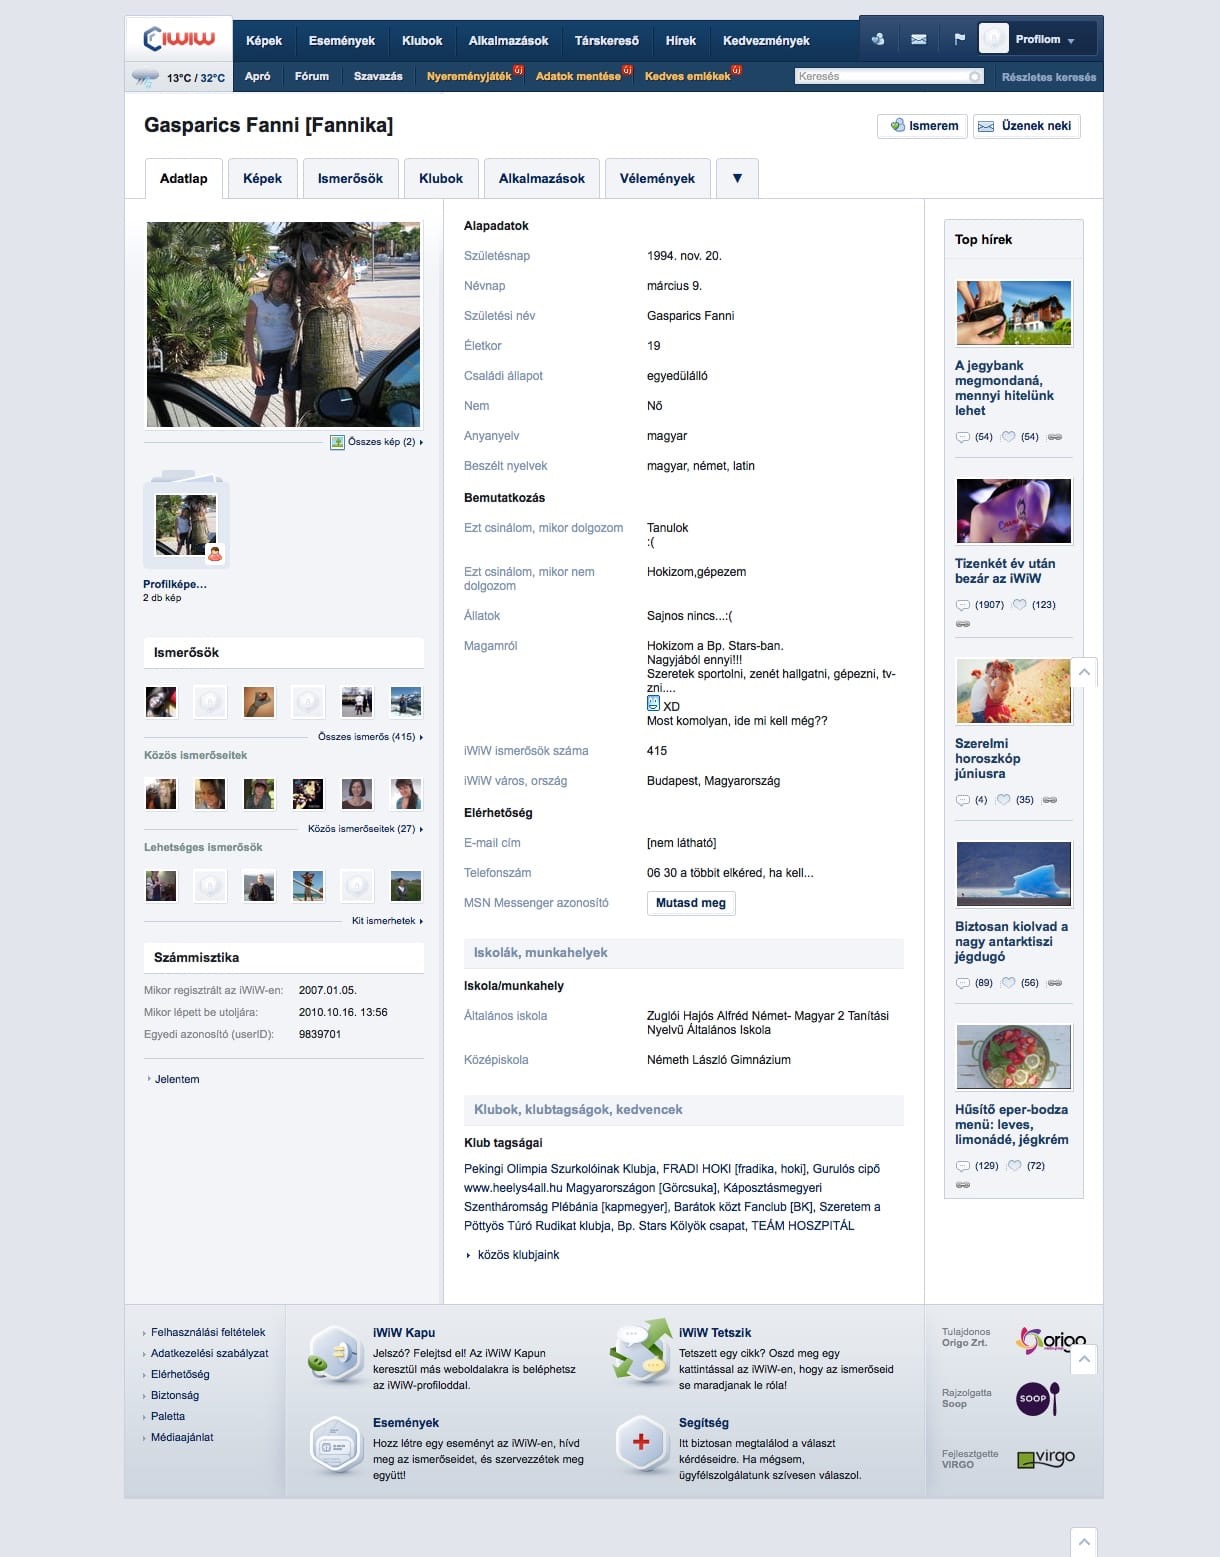 iWiW
Képek Események Klubok Alkalmazások Társkereső Hírek Kedvezmények
Profilom
13°C / 32°C
Apró Fórum Szavazás Nyereményjáték Új Adatok mentése Új Kedves emlékek Új
Keresés
Részletes keresés
Gasparics Fanni [Fannika]
Ismerem
Üzenek neki
Adatlap Képek Ismerősök Klubok Alkalmazások Vélemények
Összes kép (2)
Profilképe...
2 db kép
Ismerősök
Összes ismerős (415)
Közös ismerőseitek
Közös ismerőseitek (27)
Lehetséges ismerősök
Kit ismerhetek
Számmisztika
Mikor regisztrált az iWiW-en: 2007.01.05.
Mikor lépett be utoljára: 2010.10.16. 13:56
Egyedi azonosító (userID): 9839701
Jelentem
Alapadatok
Születésnap 1994. nov. 20.
Névnap március 9.
Születési név Gasparics Fanni
Életkor 19
Családi állapot egyedülálló
Nem Nő
Anyanyelv magyar
Beszélt nyelvek magyar, német, latin
Bemutatkozás
Ezt csinálom, mikor dolgozom Tanulok
:(
Ezt csinálom, mikor nem Hokizom,gépezem
dolgozom
Állatok Sajnos nincs...:(
Magamról Hokizom a Bp. Stars-ban.
Nagyjából ennyi!!!
Szeretek sportolni, zenét hallgatni, gépezni, tv-
zni....
XD
Most komolyan, ide mi kell még??
iWiW ismerősök száma 415
iWiW város, ország Budapest, Magyarország
Elérhetőség
E-mail cím [nem látható]
Telefonszám 06 30 a többit elkéred, ha kell...
MSN Messenger azonosító Mutasd meg
Iskolák, munkahelyek
Iskola/munkahely
Általános iskola Zuglói Hajós Alfréd Német- Magyar 2 Tanítási
Nyelvű Általános Iskola
Középiskola Németh László Gimnázium
Klubok, klubtagságok, kedvencek
Klub tagságai
Pekingi Olimpia Szurkolóinak Klubja, FRADI HOKI [fradika, hoki], Gurulós cipő
www.heelys4all.hu Magyarországon [Görcsuka], Káposztásmegyeri
Szentháromság Plébánia [kapmegyer], Barátok közt Fanclub [BK], Szeretem a
Pöttyös Túró Rudikat klubja, Bp. Stars Kölyök csapat, TEÁM HOSZPITÁL
közös klubjaink
Top hírek
A jegybank
megmondaná,
mennyi hitelünk
lehet
(54) (54)
Tizenkét év után
bezár az iWiW
(1907) (123)
Szerelmi
horoszkóp
júniusra
(4) (35)
Biztosan kiolvad a
nagy antarktiszi
jégdugó
(89) (56)
Hűsítő eper-bodza
menü: leves,
limonádé, jégkrém
(129) (72)
Felhasználási feltételek
Adatkezelési szabályzat
Elérhetőség
Biztonság
Paletta
Médiaajánlat
iWiW Kapu
Jelszó? Felejtsd el! Az iWiW Kapun
keresztül más weboldalakra is beléphetsz
az iWiW-profiloddal.
iWiW Tetszik
Tetszett egy cikk? Oszd meg egy
kattintással az iWiW-en, hogy az ismerőseid
se maradjanak le róla!
Események
Hozz létre egy eseményt az iWiW-en, hívd
meg az ismerőseidet, és szervezzétek meg
együtt!
Segítség
Itt biztosan megtalálod a választ
kérdéseidre. Ha mégsem,
ügyfélszolgálatunk szívesen válaszol.
Tulajdonos
Origo Zrt.
origo
Rajzolgatta
Soop
SOOP
Fejlesztgette
VIRGO
virgo